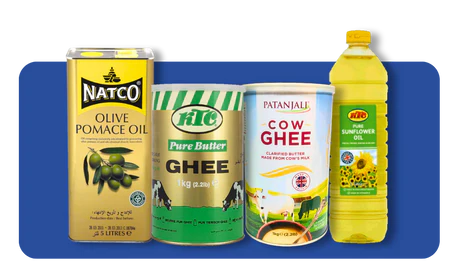 NATCO
OLIVE
POMACE OIL
5 LITRES
KTC
Pure Butter
GHEE
1kg (2.2lb)
PATANJALI
COW
GHEE
CLARIFIED BUTTER
MADE FROM COW'S MILK
KTC
PURE
SUNFLOWER
OIL